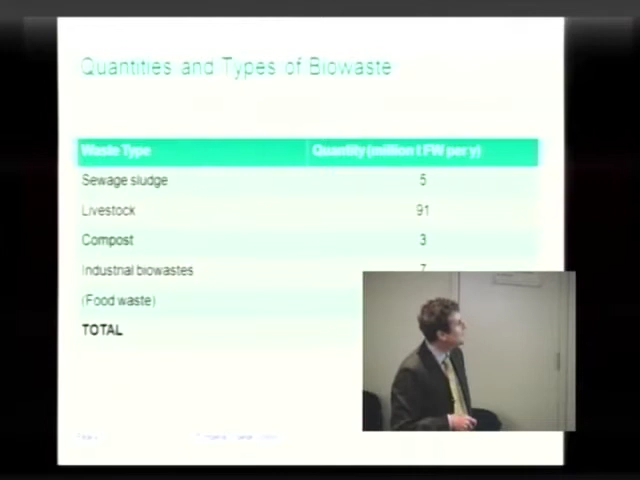 Quantities and Types of Biowaste
Waste Type Quantity (million t FW per y)
Sewage sludge 5
Livestock 91
Compost 3
Industrial biowastes 7
(Food waste)
TOTAL